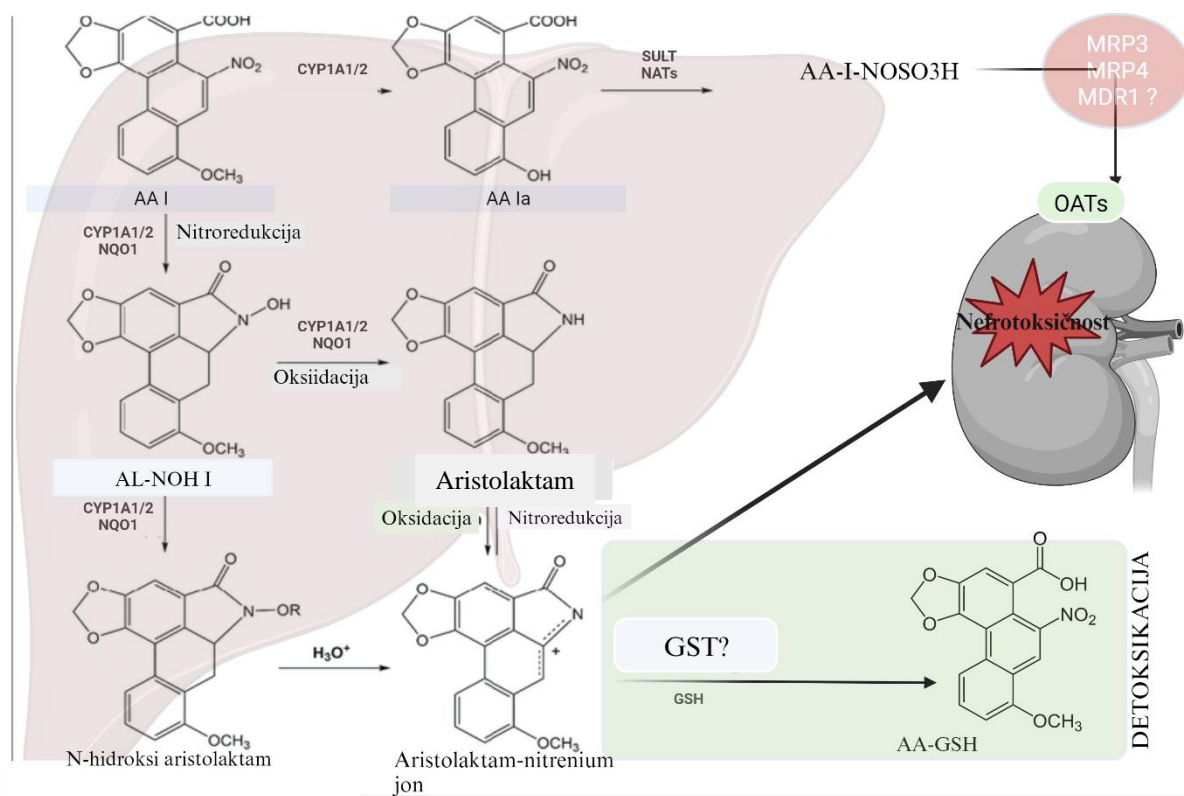 COOH
O
O
NO2
OCH3
AA I
CYP1A1/2
COOH
O
O
NO2
OH
AA Ia
SULT
NATs
AA-I-NOSO3H
MRP3
MRP4
MDR1 ?
OATs
Nefrotoksičnost
CYP1A1/2
NQO1
Nitroredukcija
O
N
OH
O
O
OCH3
AL-NOH I
CYP1A1/2
NQO1
Oksiidacija
O
NH
O
O
OCH3
Aristolaktam
CYP1A1/2
NQO1
Oksidacija
Nitroredukcija
O
N
OR
O
O
OCH3
N-hidroksi aristolaktam
H3O+
O
N
+
O
O
OCH3
Aristolaktam-nitrenium
jon
GST?
GSH
O
OH
O
O
NO2
OCH3
AA-GSH
DETOKSIKACIJA